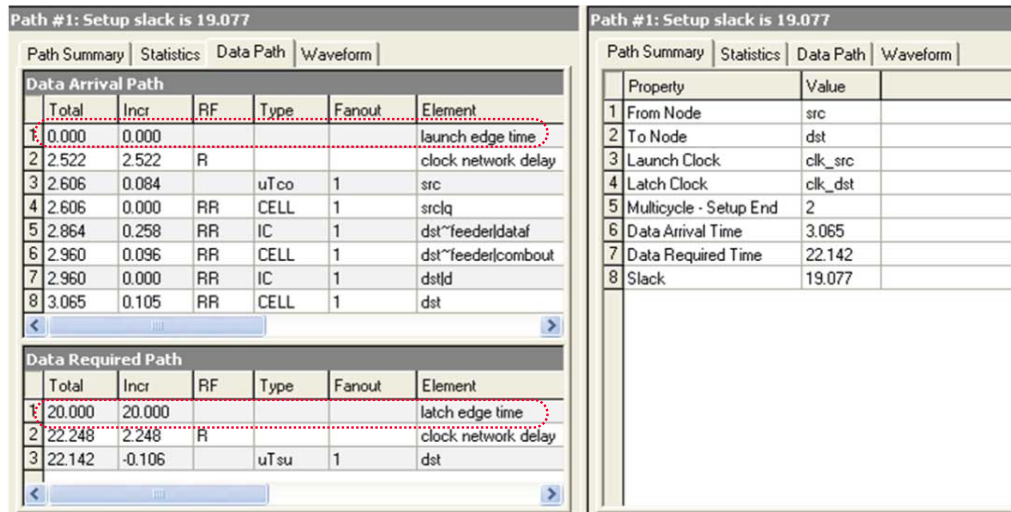 Path #1: Setup slack is 19.077
Path Summary Statistics Data Path Waveform
Data Arrival Path
Total Incr RF Type Fanout Element
1 0.000 0.000 launch edge time
2 2.522 2.522 R clock network delay
3 2.606 0.084 uTco 1 src
4 2.606 0.000 RR CELL 1 src|q
5 2.864 0.258 RR IC 1 dst~feeder|dataf
6 2.960 0.096 RR CELL 1 dst~feeder|combout
7 2.960 0.000 RR IC 1 dst|d
8 3.065 0.105 RR CELL 1 dst
Data Required Path
Total Incr RF Type Fanout Element
1 20.000 20.000 latch edge time
2 22.248 2.248 R clock network delay
3 22.142 -0.106 uTsu 1 dst
Path #1: Setup slack is 19.077
Path Summary Statistics Data Path Waveform
Property Value
1 From Node src
2 To Node dst
3 Launch Clock clk_src
4 Latch Clock clk_dst
5 Multicycle - Setup End 2
6 Data Arrival Time 3.065
7 Data Required Time 22.142
8 Slack 19.077